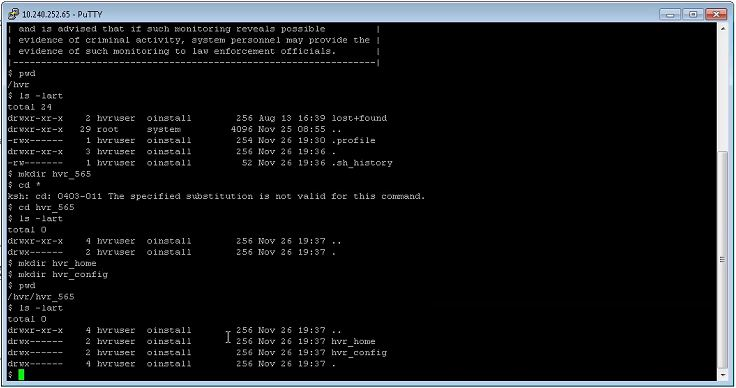 10.240.252.65 - PuTTY
| and is advised that if such monitoring reveals possible |
| evidence of criminal activity, system personnel may provide the |
| evidence of such monitoring to law enforcement officials. |
|-----------------------------------------------------------------|
$ pwd
/hvr
$ ls -lart
total 24
drwxr-xr-x 2 hvruser oinstall 256 Aug 13 16:39 lost+found
drwxr-xr-x 29 root system 4096 Nov 25 08:55 ..
-rwx------ 1 hvruser oinstall 254 Nov 26 19:30 .profile
drwxr-xr-x 3 hvruser oinstall 256 Nov 26 19:36 .
-rw------- 1 hvruser oinstall 52 Nov 26 19:36 .sh_history
$ mkdir hvr_565
$ cd *
ksh: cd: 0403-011 The specified substitution is not valid for this command.
$ cd hvr_565
$ ls -lart
total 0
drwxr-xr-x 4 hvruser oinstall 256 Nov 26 19:37 ..
drwx------ 2 hvruser oinstall 256 Nov 26 19:37 .
$ mkdir hvr_home
$ mkdir hvr_config
$ pwd
/hvr/hvr_565
$ ls -lart
total 0
drwxr-xr-x 4 hvruser oinstall 256 Nov 26 19:37 ..
drwx------ 2 hvruser oinstall 256 Nov 26 19:37 hvr_home
drwx------ 2 hvruser oinstall 256 Nov 26 19:37 hvr_config
drwx------ 4 hvruser oinstall 256 Nov 26 19:37 .
$